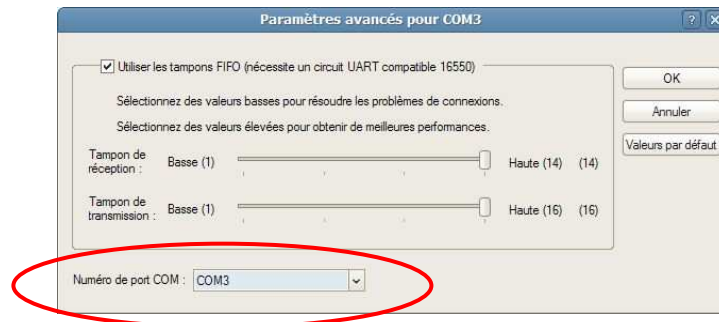 Paramètres avancés pour COM3
Utiliser les tampons FIFO (nécessite un circuit UART compatible 16550)
OK
Sélectionnez des valeurs basses pour résoudre les problèmes de connexions.
Annuler
Sélectionnez des valeurs élevées pour obtenir de meilleures performances.
Valeurs par défaut
Tampon de
réception :
Basse (1)
Haute (14)
(14)
Tampon de
transmission :
Basse (1)
Haute (16)
(16)
Numéro de port COM : COM3